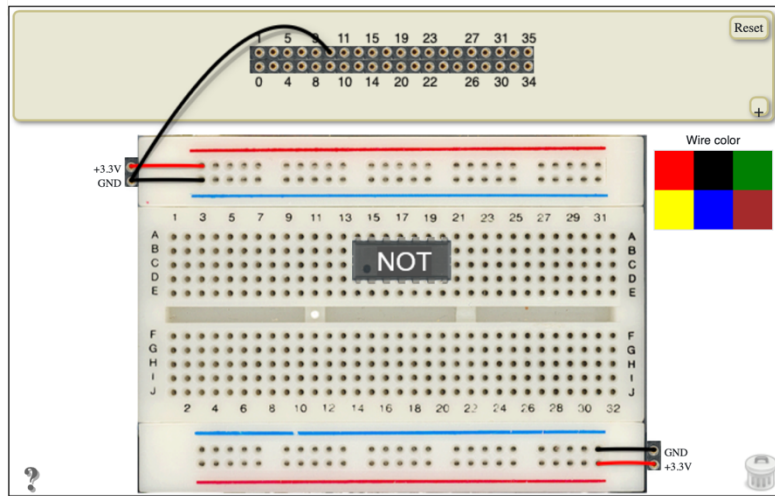 Reset
1 5 9 11 15 19 23 27 31 35
0 4 8 10 14 20 22 26 30 34
+
Wire color
+3.3V
GND
1 3 5 7 9 11 13 15 17 19 21 23 25 27 29 31
A A
B B
C C
D D
E E
NOT
F F
G G
H H
I I
J J
2 4 6 8 10 12 14 16 18 20 22 24 26 28 30 32
GND
+3.3V
?